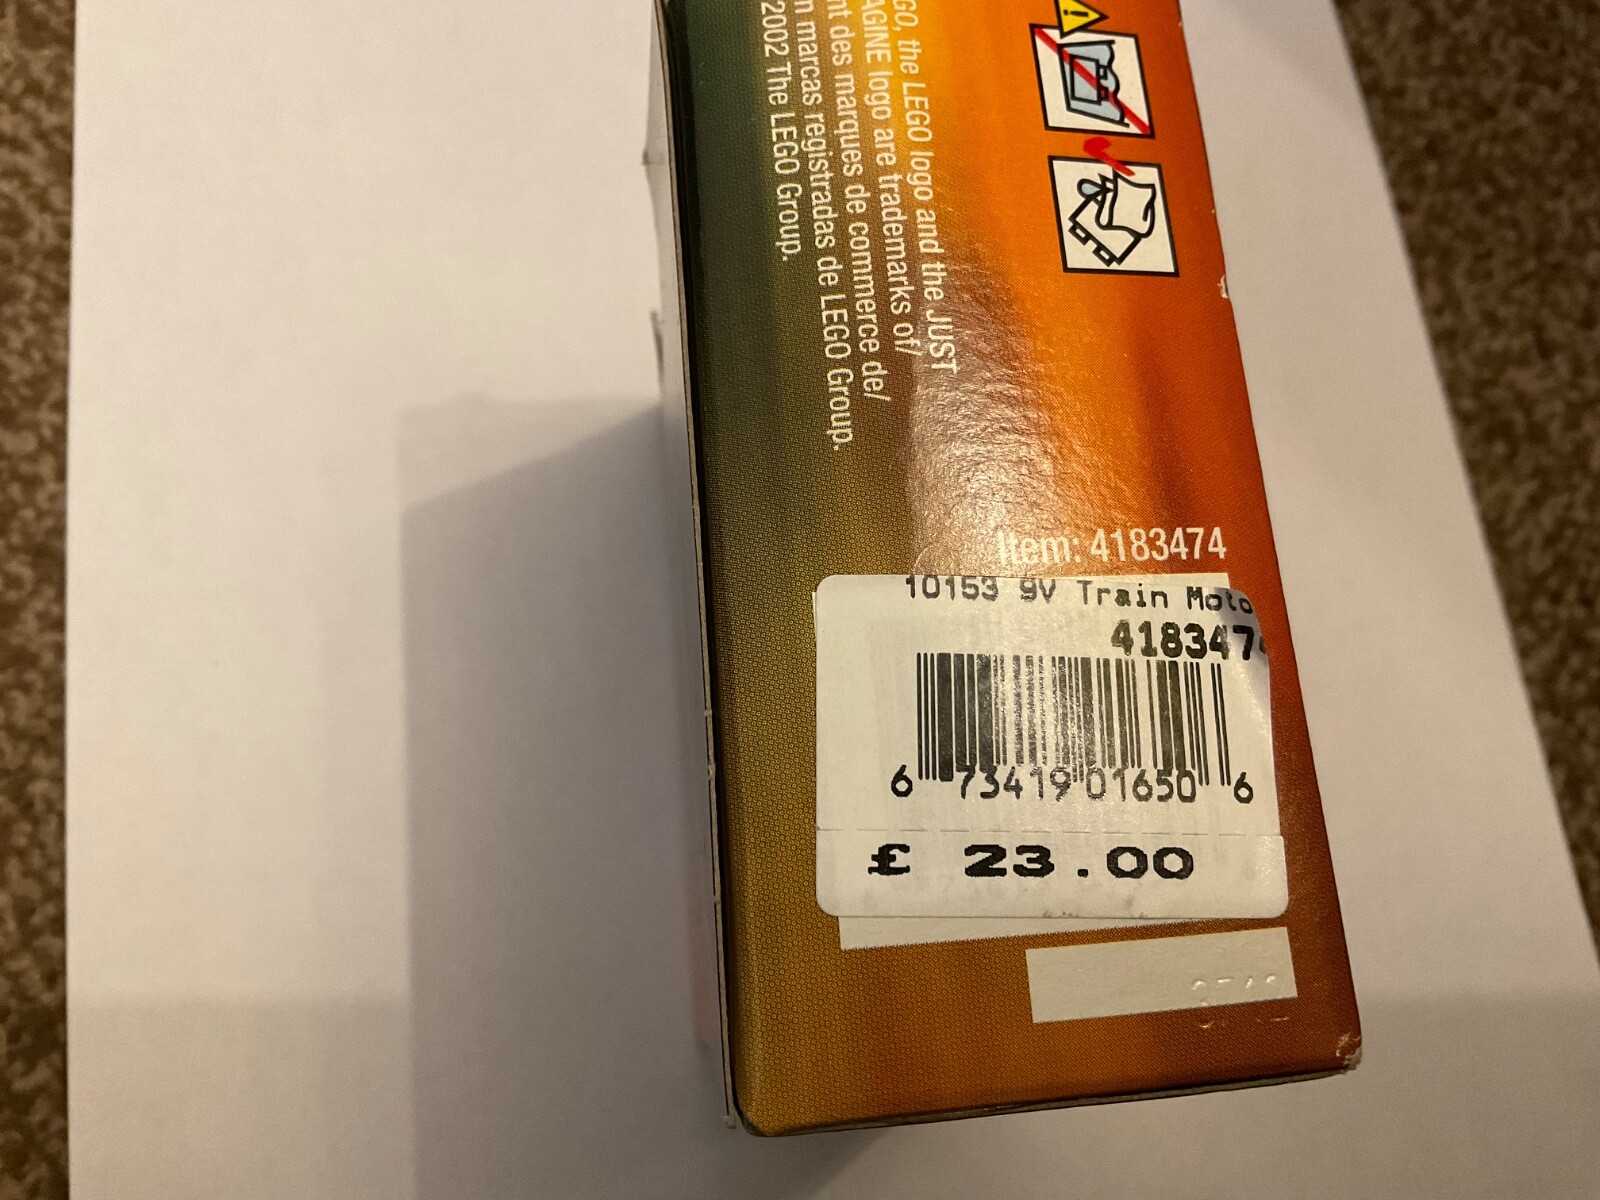 GO, the LEGO logo and the JUST
AGINE logo are trademarks of/
nt des marques de commerce de/
n marcas registradas de LEGO Group.
2002 The LEGO Group.
Item: 4183474
10153 9V Train Moto
4183474
6 73419 01650 6
£ 23.00